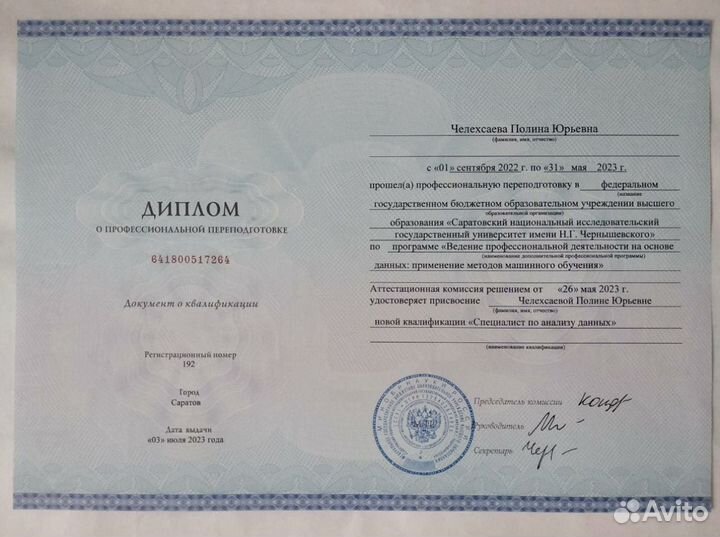 ДИПЛОМ
О ПРОФЕССИОНАЛЬНОЙ ПЕРЕПОДГОТОВКЕ
641800517264
Документ о квалификации
Регистрационный номер
192
Город
Саратов
Дата выдачи
«03» июля 2023 года
Челехсаева Полина Юрьевна
(фамилия, имя, отчество)
с «01» сентября 2022 г. по «31» мая 2023 г.
прошел(а) профессиональную переподготовку в федеральном
(название
государственном бюджетном образовательном учреждении высшего
образовательной организации)
образования «Саратовский национальный исследовательский
государственный университет имени Н.Г. Чернышевского»
по программе «Ведение профессиональной деятельности на основе
(наименование дополнительной профессиональной программы)
данных: применение методов машинного обучения»
Аттестационная комиссия решением от «26» мая 2023 г.
удостоверяет присвоение Челехсаевой Полине Юрьевне
(фамилия, имя, отчество)
новой квалификации «Специалист по анализу данных»
(наименование квалификации)
Председатель комиссии
Руководитель
М.П.
Секретарь
МИНОБРНАУКИ РОССИИ
Avito